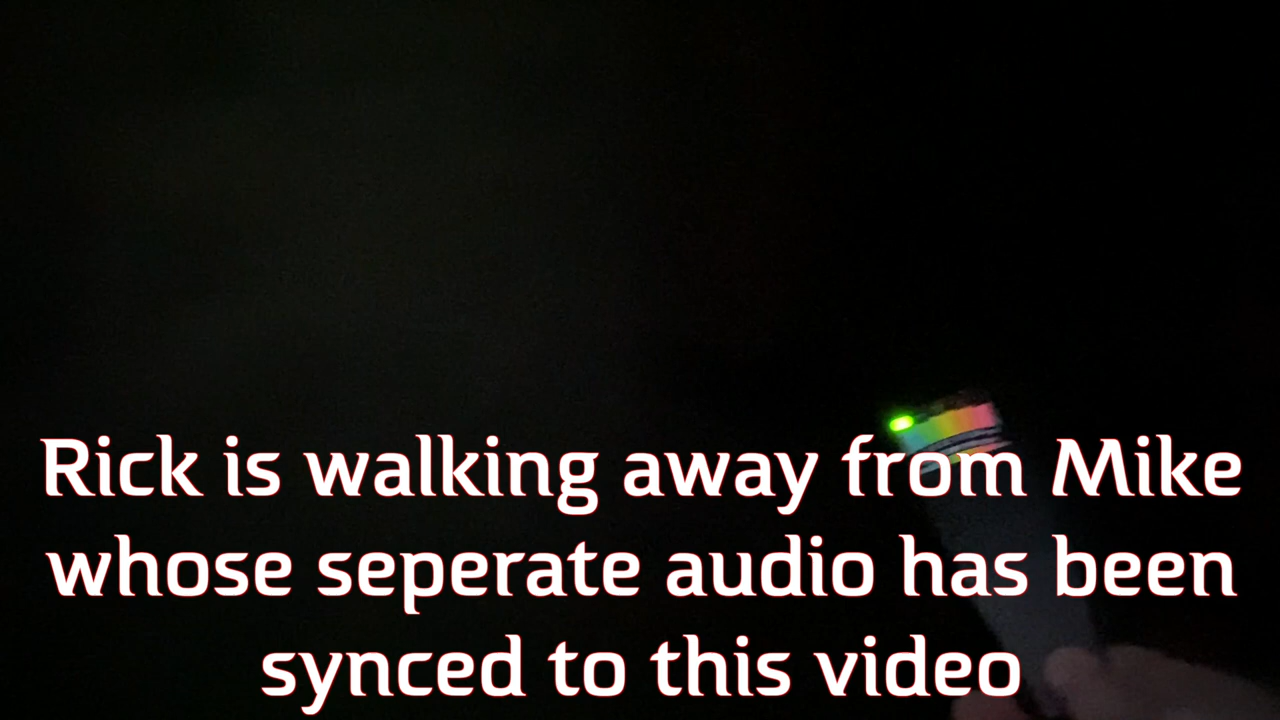 Rick is walking away from Mike
whose seperate audio has been
synced to this video